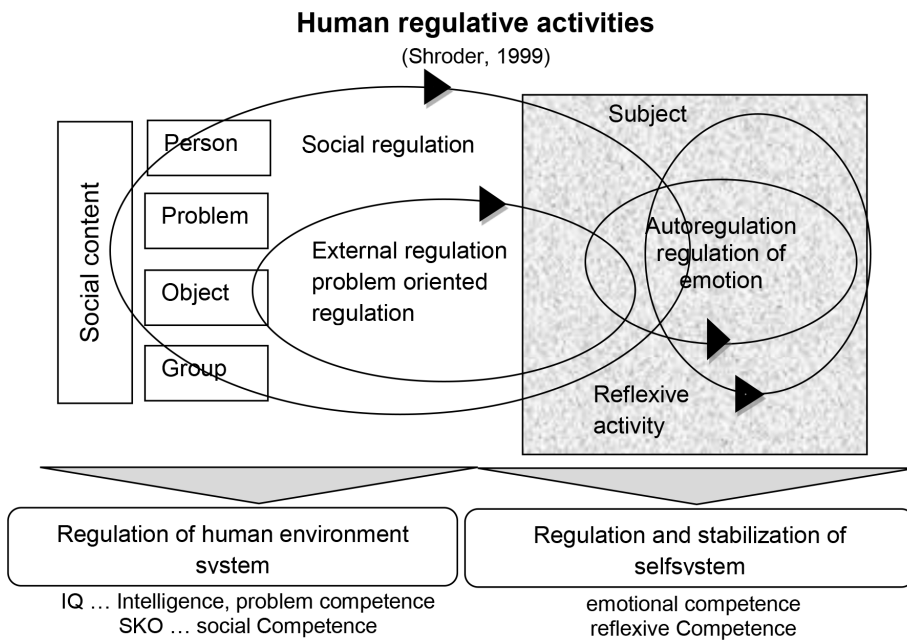 Human regulative activities
(Shroder, 1999)
Social content
Person
Problem
Object
Group
Social regulation
External regulation
problem oriented
regulation
Subject
Autoregulation
regulation of
emotion
Reflexive
activity
Regulation of human environment
system
IQ … Intelligence, problem competence
SKO … social Competence
Regulation and stabilization of
selfsystem
emotional competence
reflexive Competence